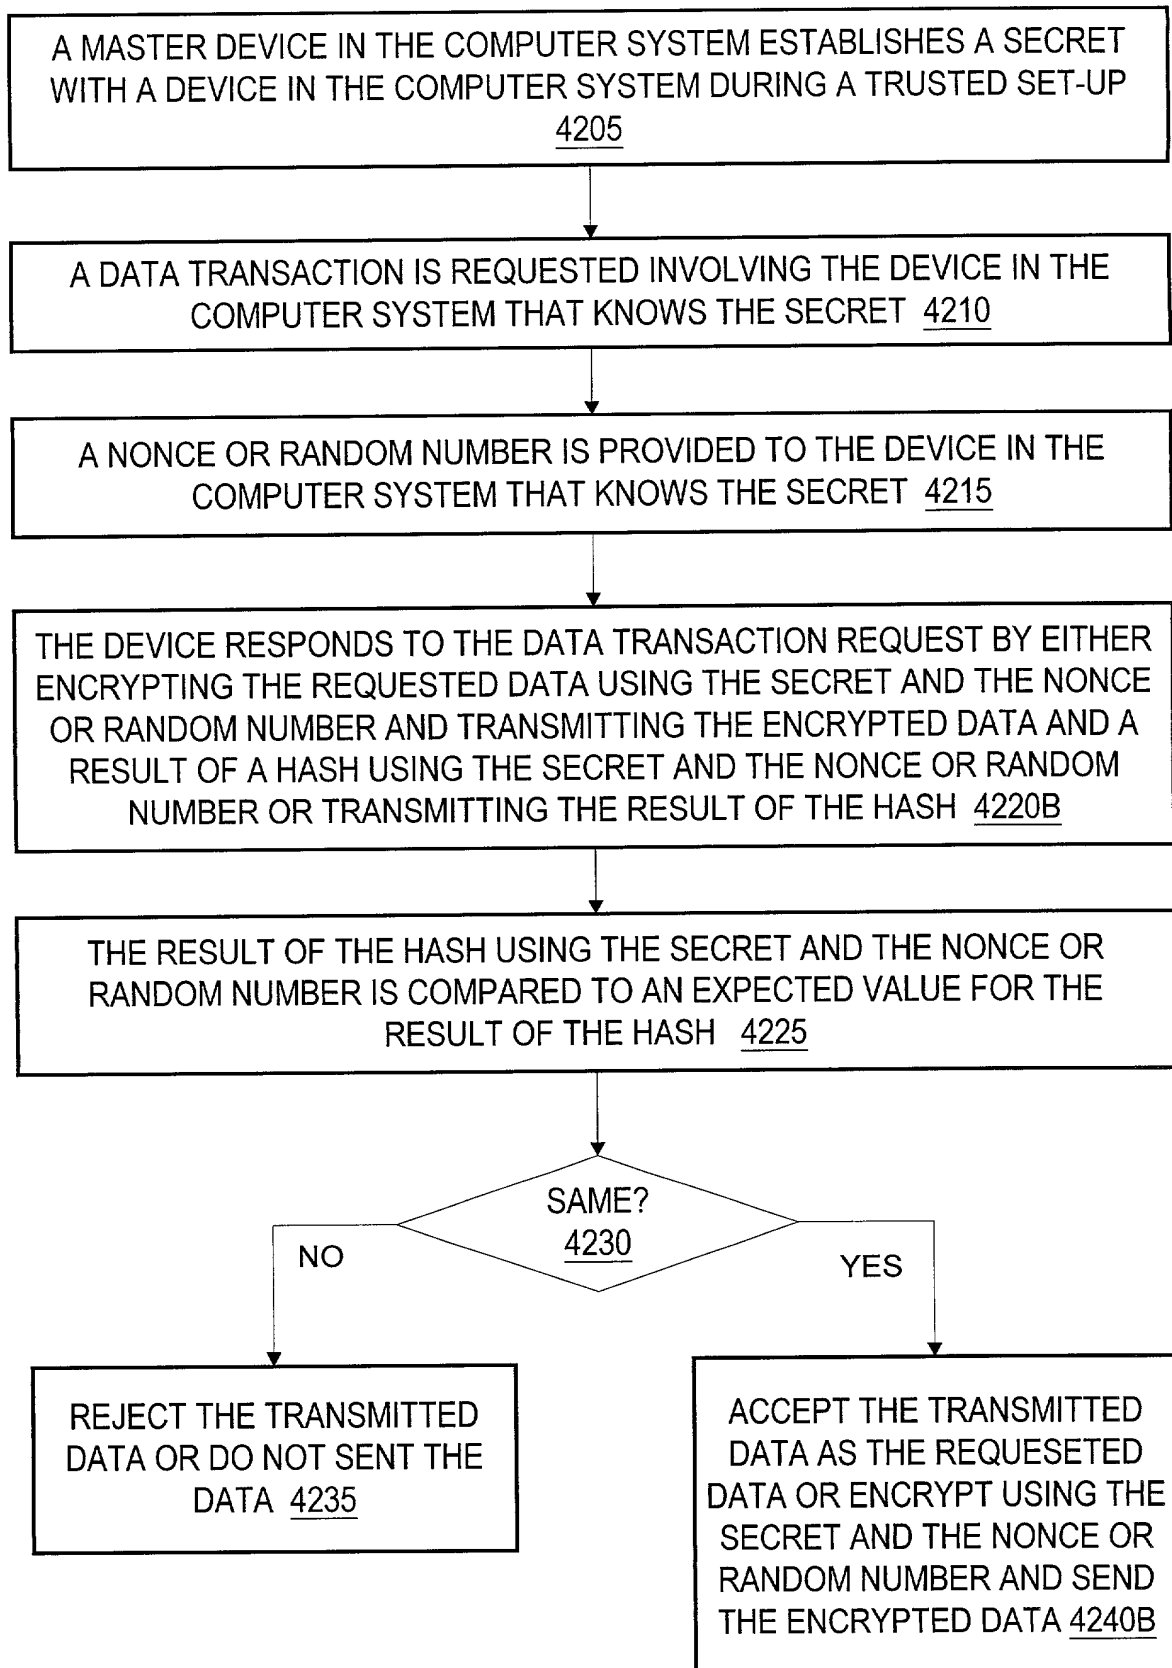 A MASTER DEVICE IN THE COMPUTER SYSTEM ESTABLISHES A SECRET
WITH A DEVICE IN THE COMPUTER SYSTEM DURING A TRUSTED SET-UP
4205
A DATA TRANSACTION IS REQUESTED INVOLVING THE DEVICE IN THE
COMPUTER SYSTEM THAT KNOWS THE SECRET 4210
A NONCE OR RANDOM NUMBER IS PROVIDED TO THE DEVICE IN THE
COMPUTER SYSTEM THAT KNOWS THE SECRET 4215
THE DEVICE RESPONDS TO THE DATA TRANSACTION REQUEST BY EITHER
ENCRYPTING THE REQUESTED DATA USING THE SECRET AND THE NONCE
OR RANDOM NUMBER AND TRANSMITTING THE ENCRYPTED DATA AND A
RESULT OF A HASH USING THE SECRET AND THE NONCE OR RANDOM
NUMBER OR TRANSMITTING THE RESULT OF THE HASH 4220B
THE RESULT OF THE HASH USING THE SECRET AND THE NONCE OR
RANDOM NUMBER IS COMPARED TO AN EXPECTED VALUE FOR THE
RESULT OF THE HASH 4225
SAME?
4230
NO
YES
REJECT THE TRANSMITTED
DATA OR DO NOT SENT THE
DATA 4235
ACCEPT THE TRANSMITTED
DATA AS THE REQUESETED
DATA OR ENCRYPT USING THE
SECRET AND THE NONCE OR
RANDOM NUMBER AND SEND
THE ENCRYPTED DATA 4240B